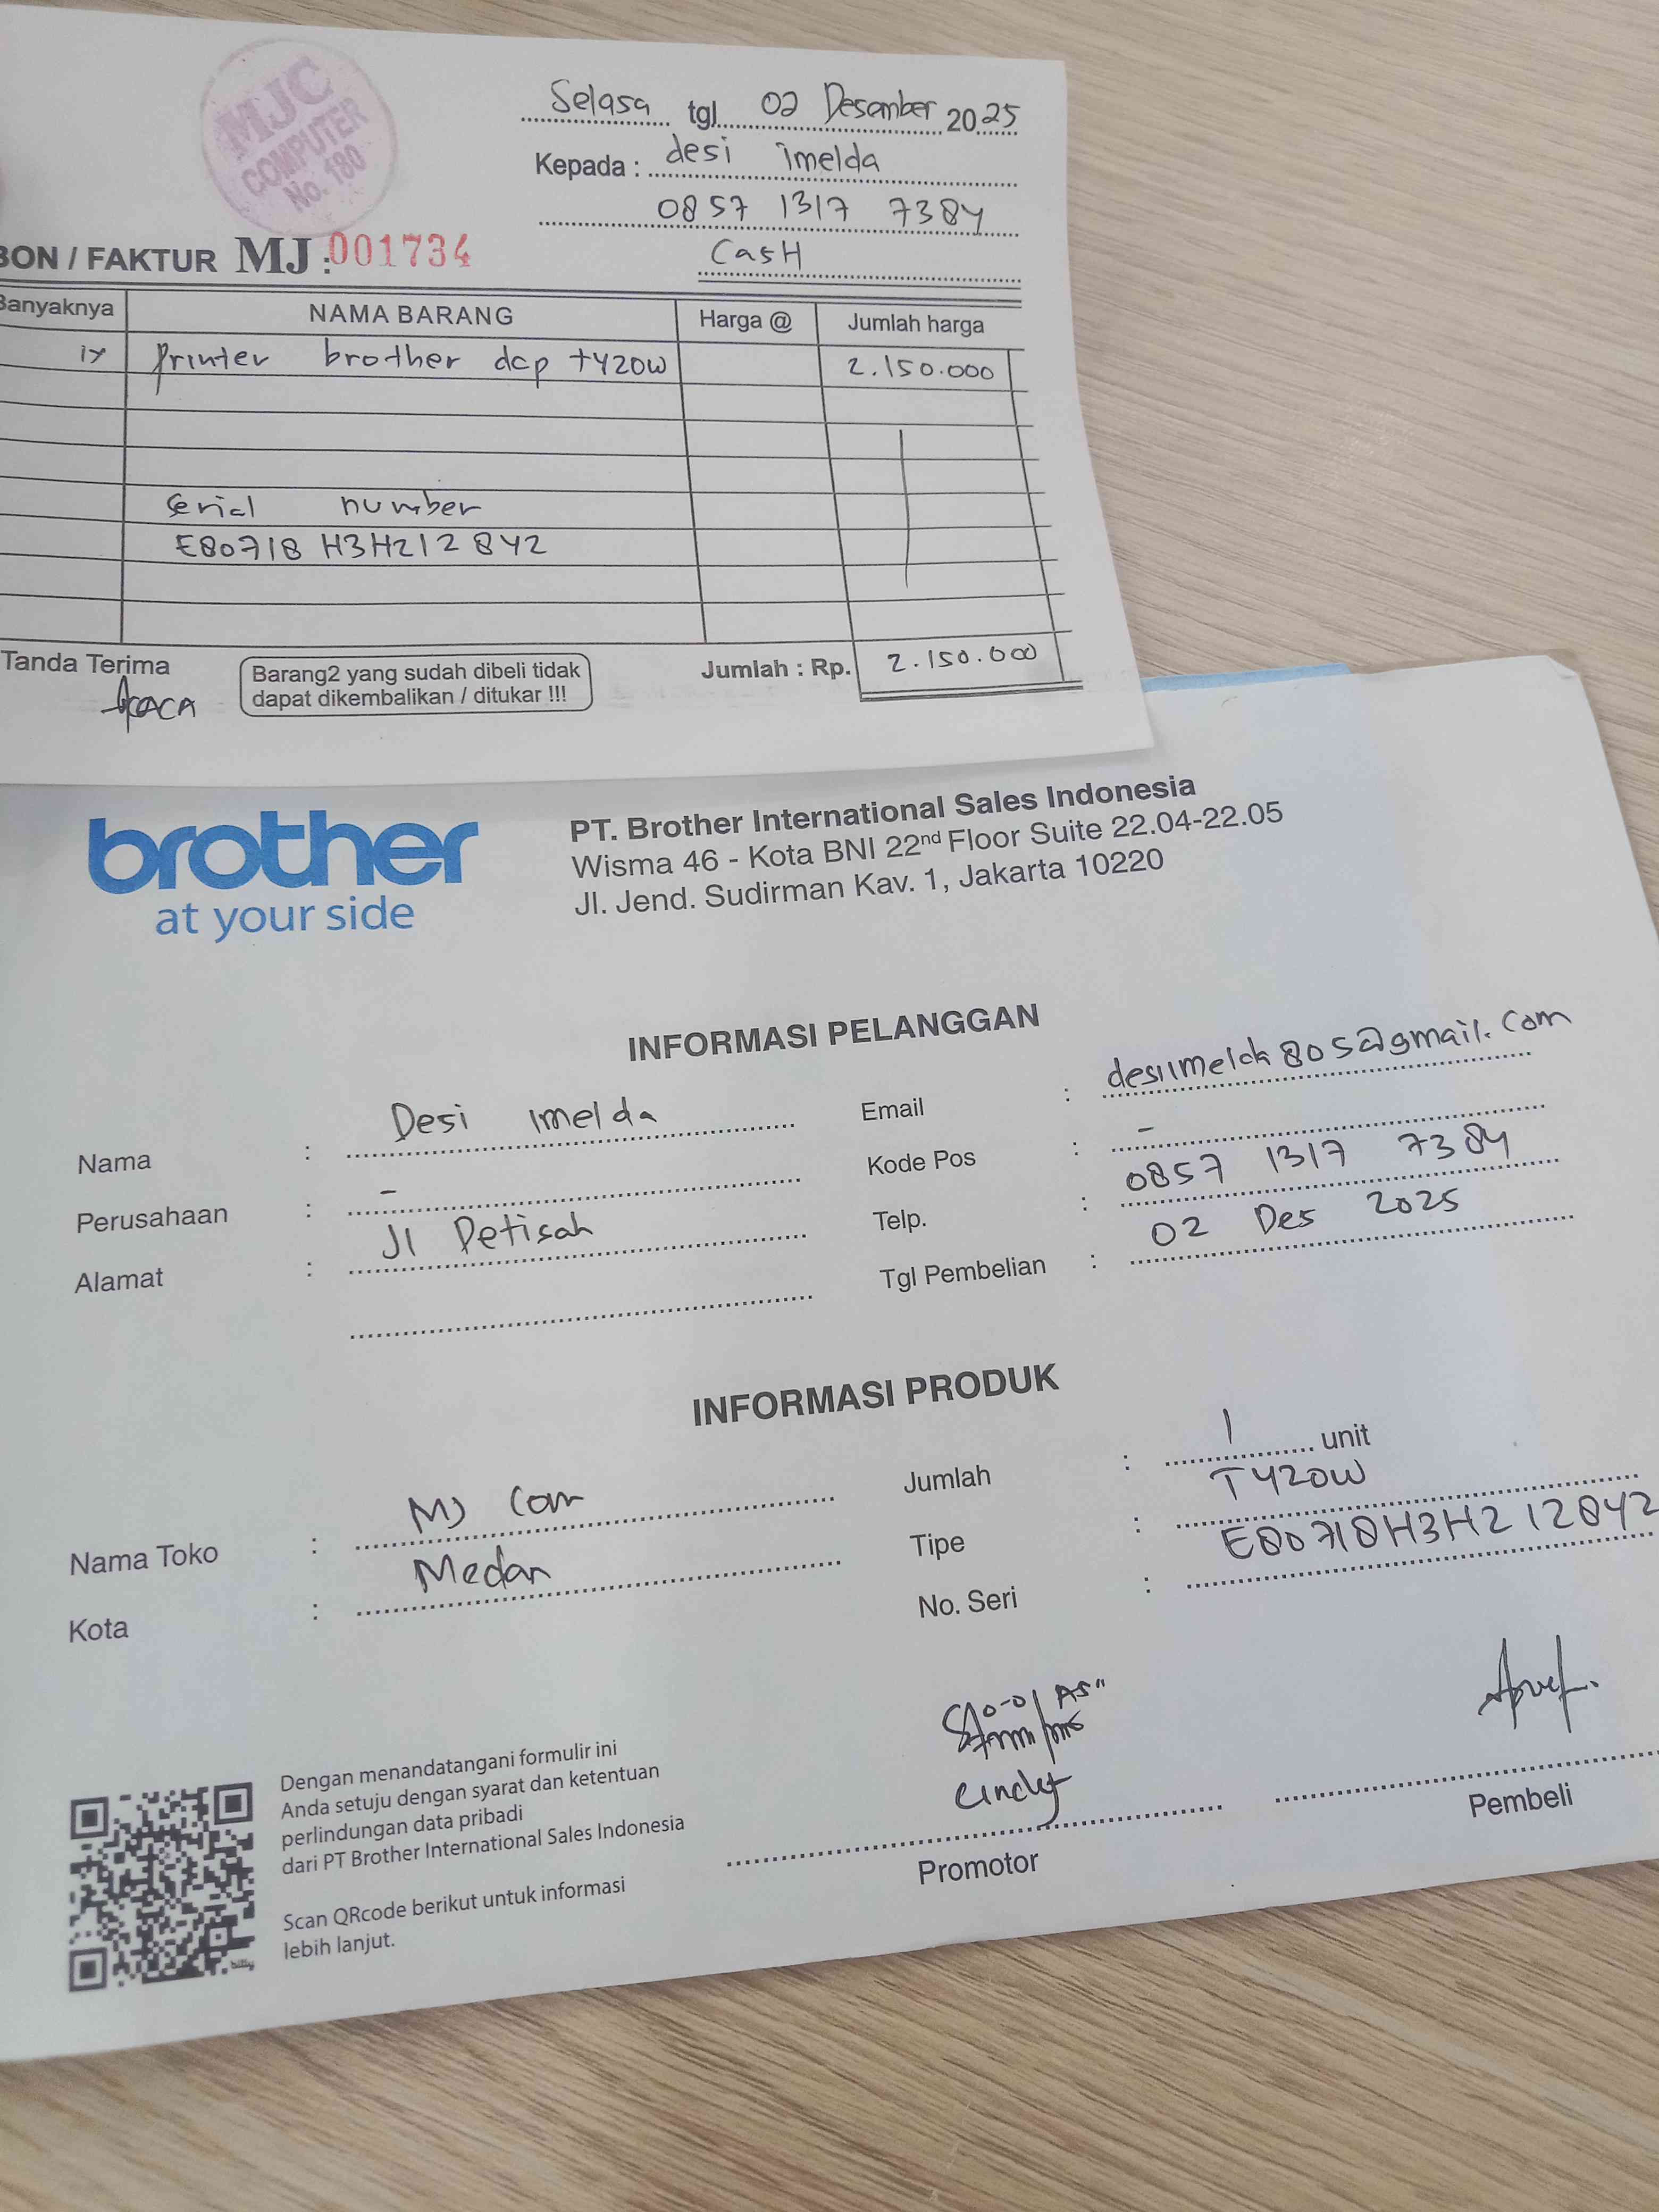 MJC
COMPUTER
No. 180
Selasa tgl 02 Desember 2025
Kepada : desi imelda
0857 1317 7384
CasH
BON / FAKTUR MJ : 001734
Banyaknya NAMA BARANG Harga @ Jumlah harga
1x Printer brother dcp t420w 2.150.000
serial number
E80718H3H212842
Tanda Terima Barang2 yang sudah dibeli tidak Jumlah : Rp. 2.150.000
dapat dikembalikan / ditukar !!!
brother
at your side
PT. Brother International Sales Indonesia
Wisma 46 - Kota BNI 22nd Floor Suite 22.04-22.05
Jl. Jend. Sudirman Kav. 1, Jakarta 10220
INFORMASI PELANGGAN
Nama : Desi imelda
Perusahaan : -
Alamat : Jl Petisah
Email : desiimelda805@gmail.com
Kode Pos : -
Telp. : 0857 1317 7384
Tgl Pembelian : 02 Des 2025
INFORMASI PRODUK
Nama Toko : MJ Com
Kota : Medan
Jumlah : 1 unit
Tipe : T420W
No. Seri : E80718H3H212842
Dengan menandatangani formulir ini
Anda setuju dengan syarat dan ketentuan
perlindungan data pribadi
dari PT Brother International Sales Indonesia
Scan QRcode berikut untuk informasi
lebih lanjut.
billy
Cindy
Promotor
Pembeli